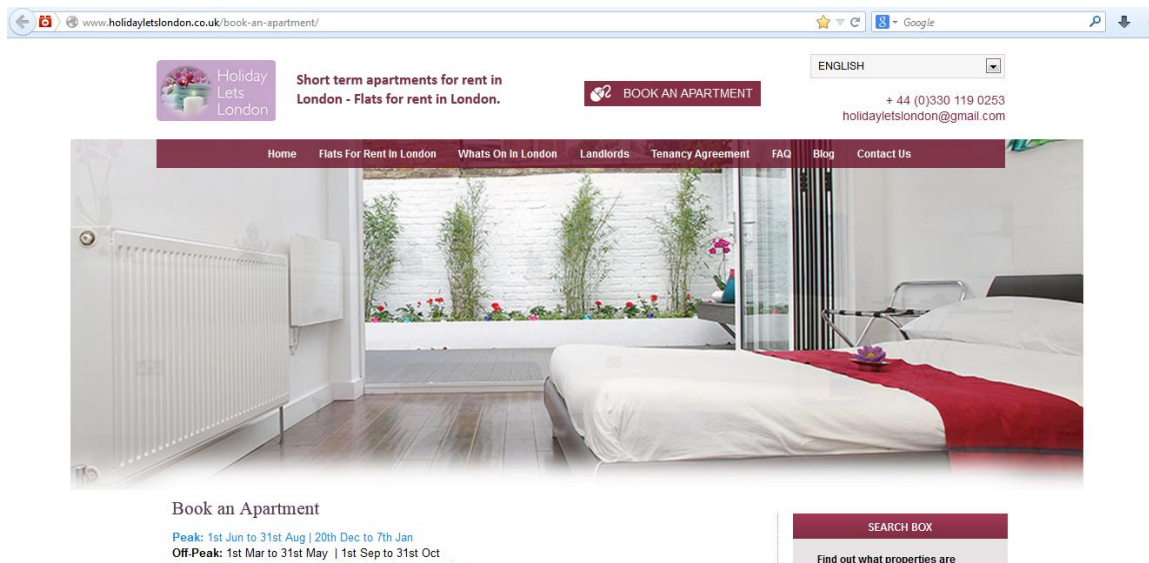 www.holidayletslondon.co.uk/book-an-apartment/
Google
Holiday
Lets
London
Short term apartments for rent in
London - Flats for rent in London.
BOOK AN APARTMENT
ENGLISH
+ 44 (0)330 119 0253
holidayletslondon@gmail.com
Home Flats For Rent In London Whats On In London Landlords Tenancy Agreement FAQ Blog Contact Us
Book an Apartment
Peak: 1st Jun to 31st Aug | 20th Dec to 7th Jan
Off-Peak: 1st Mar to 31st May | 1st Sep to 31st Oct
SEARCH BOX
Find out what properties are